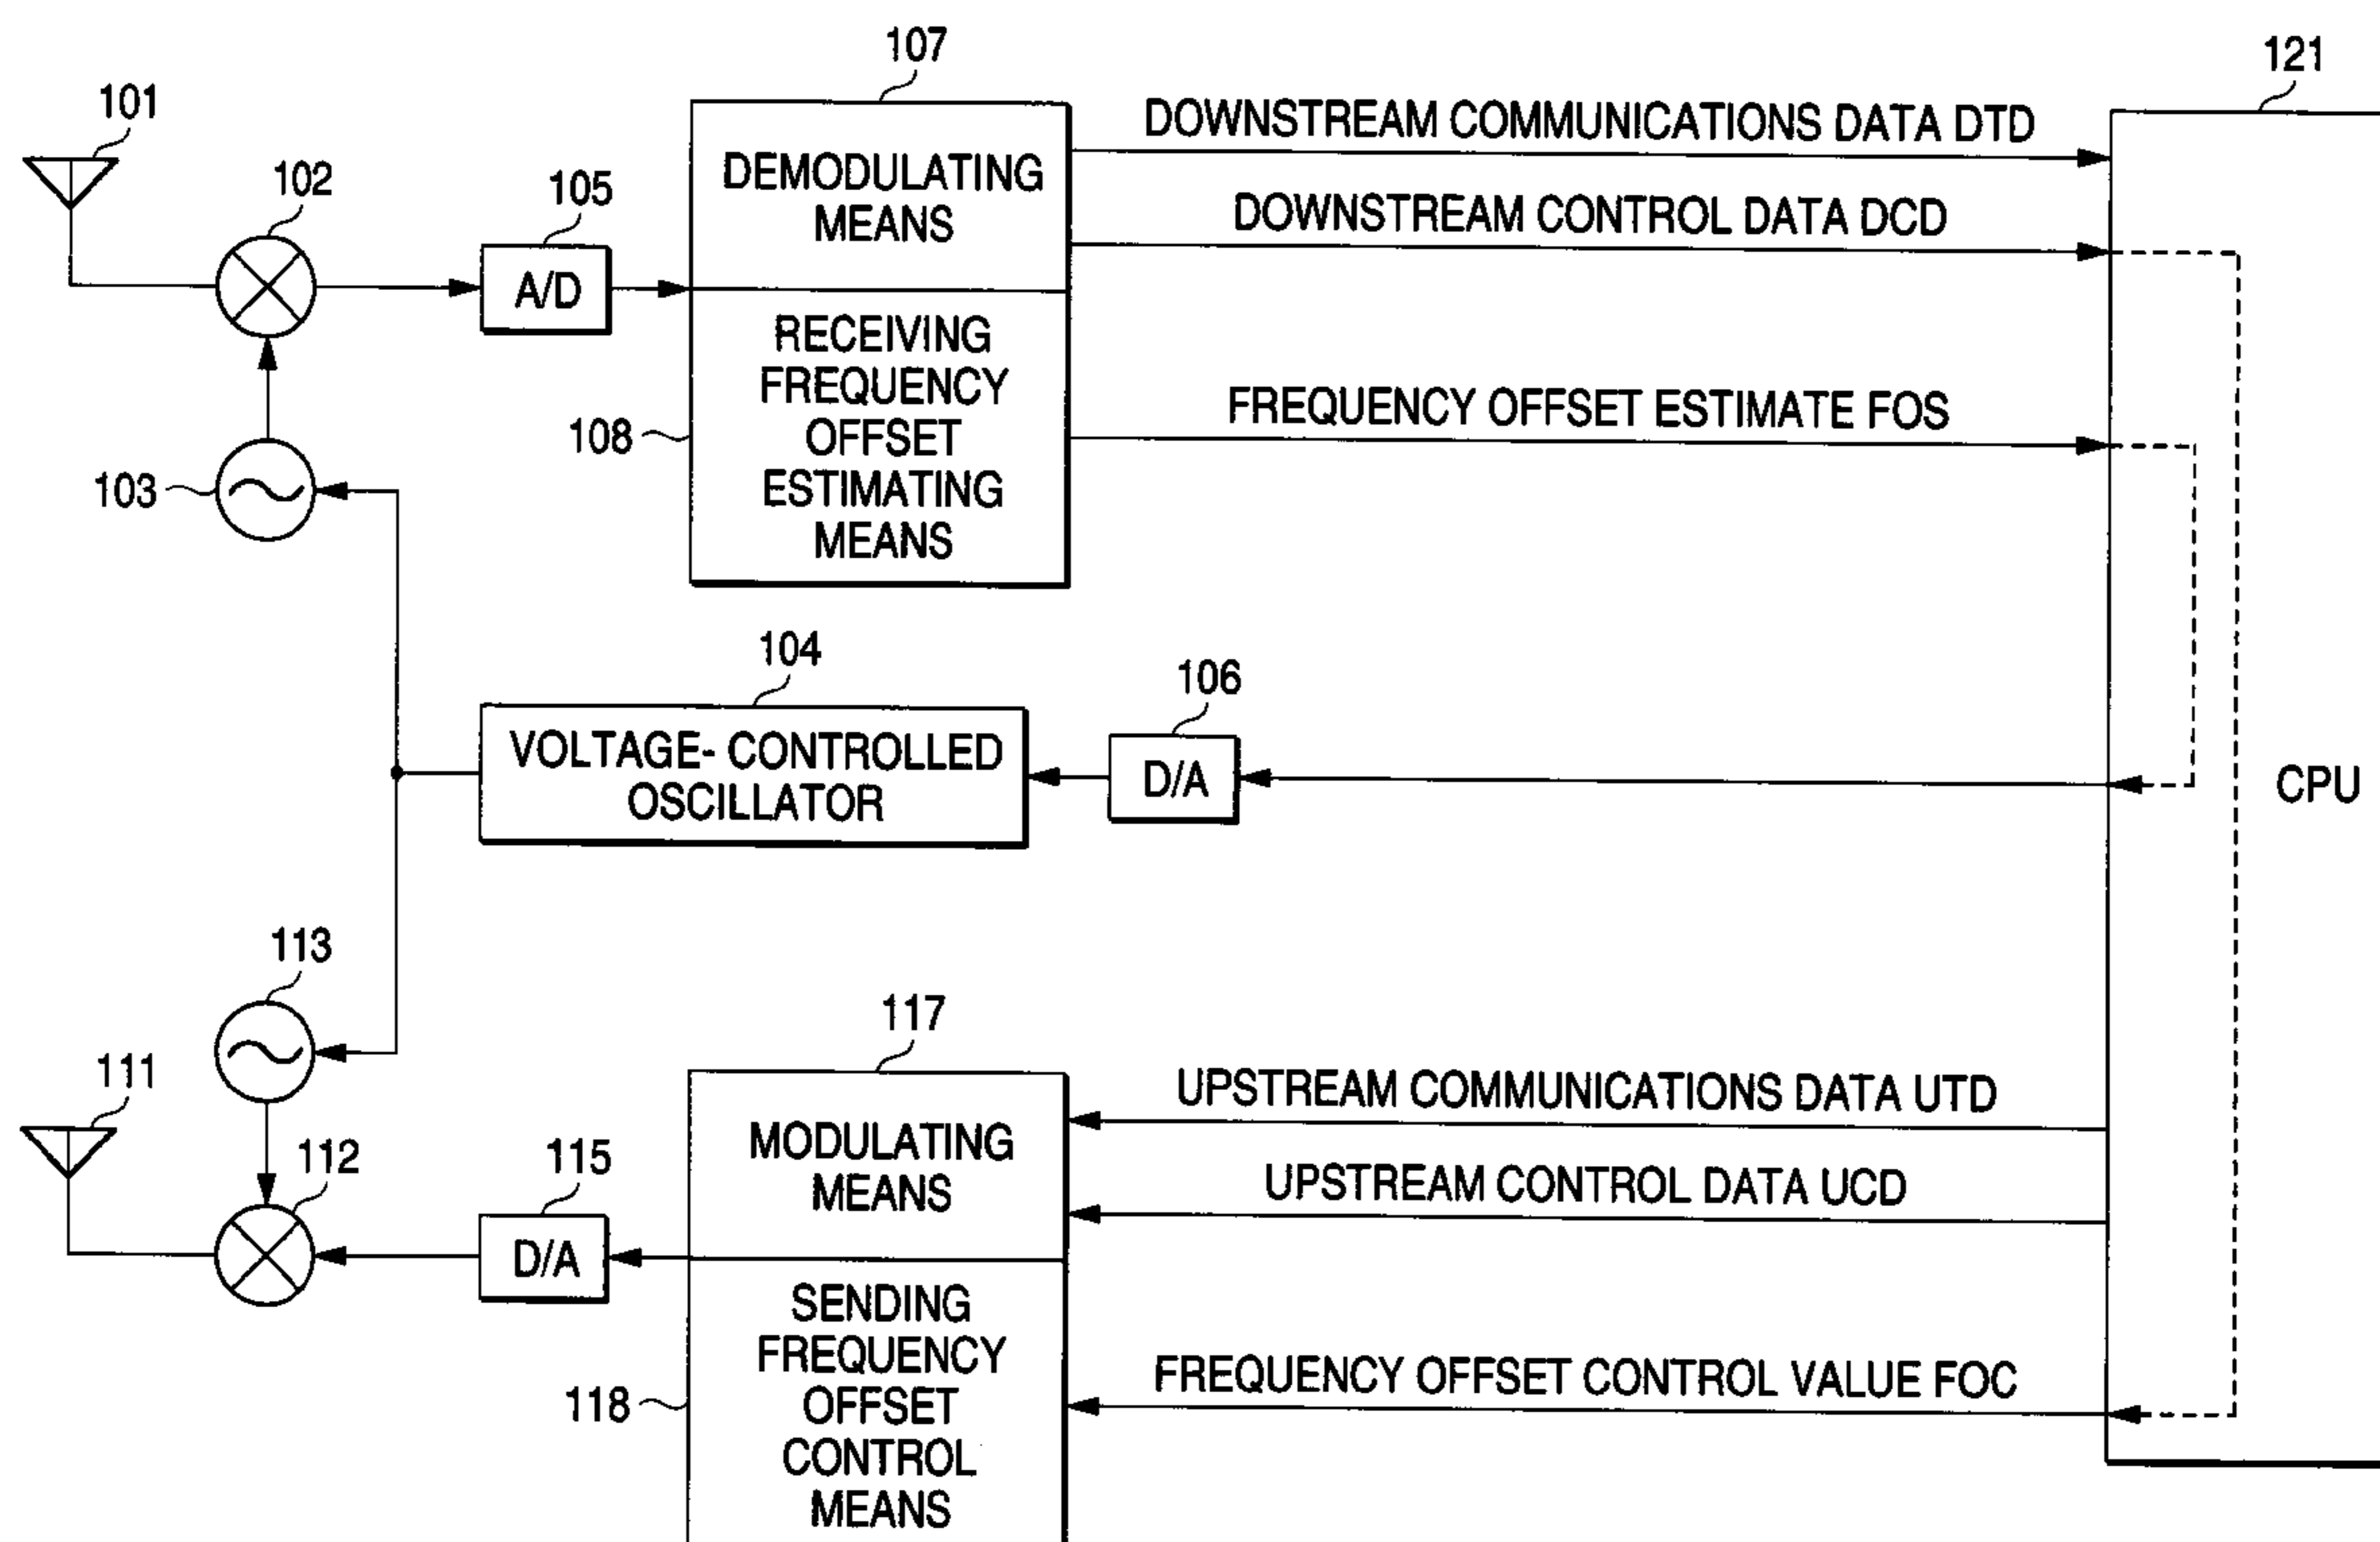 107
121
101
DOWNSTREAM COMMUNICATIONS DATA DTD
102
105
DEMODULATING
MEANS
DOWNSTREAM CONTROL DATA DCD
A/D
RECEIVING
FREQUENCY
OFFSET
ESTIMATING
MEANS
108
FREQUENCY OFFSET ESTIMATE FOS
103
104
106
VOLTAGE- CONTROLLED
OSCILLATOR
D/A
CPU
113
117
111
UPSTREAM COMMUNICATIONS DATA UTD
112
115
MODULATING
MEANS
UPSTREAM CONTROL DATA UCD
D/A
SENDING
FREQUENCY
OFFSET
CONTROL
MEANS
118
FREQUENCY OFFSET CONTROL VALUE FOC